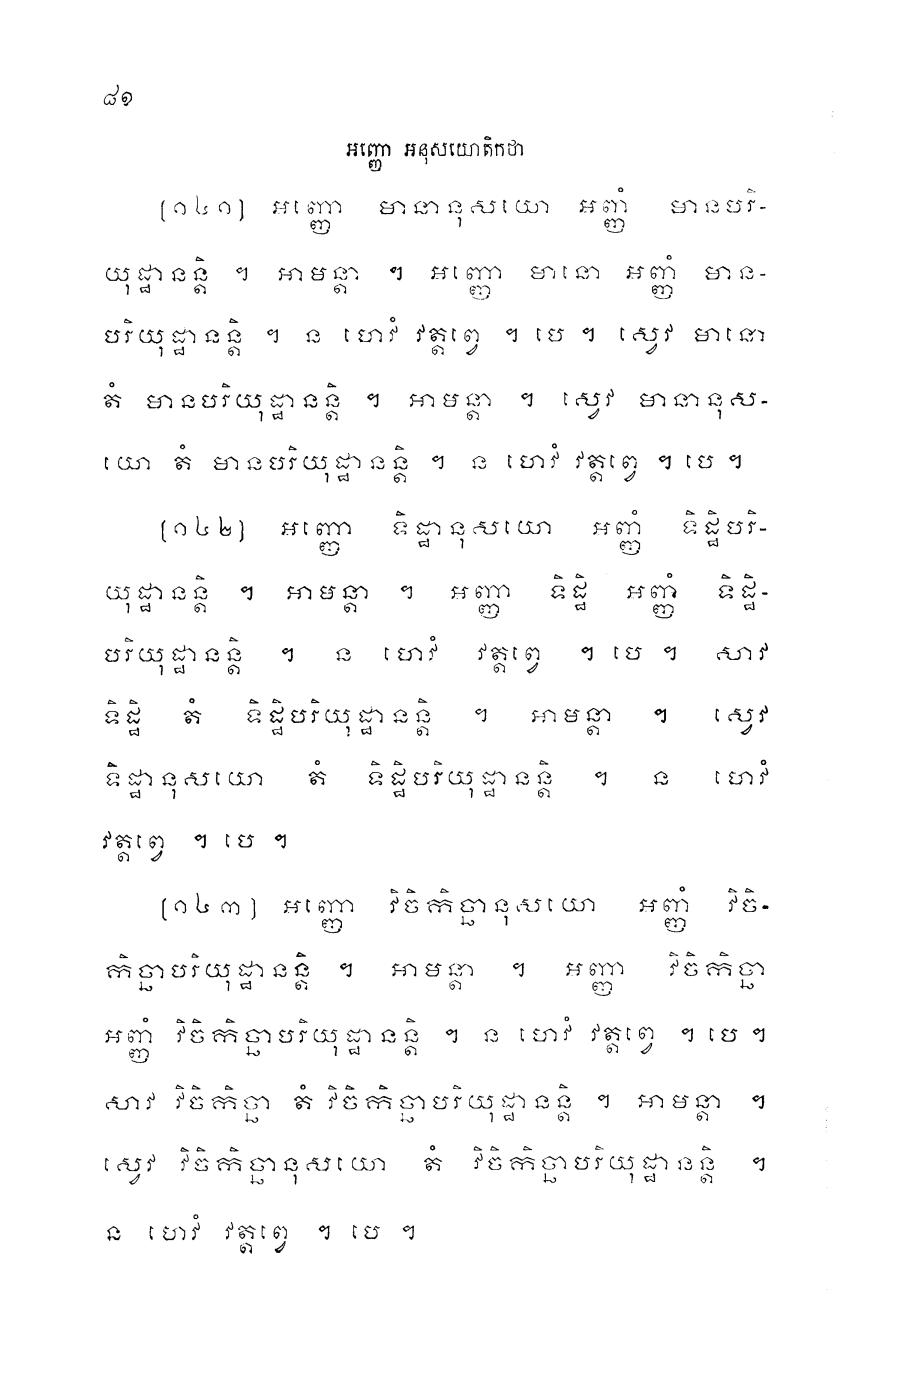 ៨១
អញ្ញោ អនុសយោតិកថា
[១៤១] អញ្ញោ មានានុសយោ អញ្ញំ មានបរិ-
យុដ្ឋានន្តិ ។ អាមន្តា ។ អញ្ញោ មានោ អញ្ញំ មាន-
បរិយុដ្ឋានន្តិ ។ ន ហេវំ វត្តព្វេ ។ បេ ។ ស្វេវ មានោ
តំ មានបរិយុដ្ឋានន្តិ ។ អាមន្តា ។ ស្វេវ មានានុស-
យោ តំ មានបរិយុដ្ឋានន្តិ ។ ន ហេវំ វត្តព្វេ ។ បេ ។
[១៤២] អញ្ញោ ទិដ្ឋានុសយោ អញ្ញំ ទិដ្ឋិបរិ-
យុដ្ឋានន្តិ ។ អាមន្តា ។ អញ្ញា ទិដ្ឋិ អញ្ញំ ទិដ្ឋិ-
បរិយុដ្ឋានន្តិ ។ ន ហេវំ វត្តព្វេ ។ បេ ។ សាវ
ទិដ្ឋិ តំ ទិដ្ឋិបរិយុដ្ឋានន្តិ ។ អាមន្តា ។ ស្វេវ
ទិដ្ឋានុសយោ តំ ទិដ្ឋិបរិយុដ្ឋានន្តិ ។ ន ហេវំ
វត្តព្វេ ។ បេ ។
[១៤៣] អញ្ញោ វិចិកិច្ឆានុសយោ អញ្ញំ វិចិ-
កិច្ឆាបរិយុដ្ឋានន្តិ ។ អាមន្តា ។ អញ្ញា វិចិកិច្ឆា
អញ្ញំ វិចិកិច្ឆាបរិយុដ្ឋានន្តិ ។ ន ហេវំ វត្តព្វេ ។ បេ ។
សាវ វិចិកិច្ឆា តំ វិចិកិច្ឆាបរិយុដ្ឋានន្តិ ។ អាមន្តា ។
ស្វេវ វិចិកិច្ឆានុសយោ តំ វិចិកិច្ឆាបរិយុដ្ឋានន្តិ ។
ន ហេវំ វត្តព្វេ ។ បេ ។